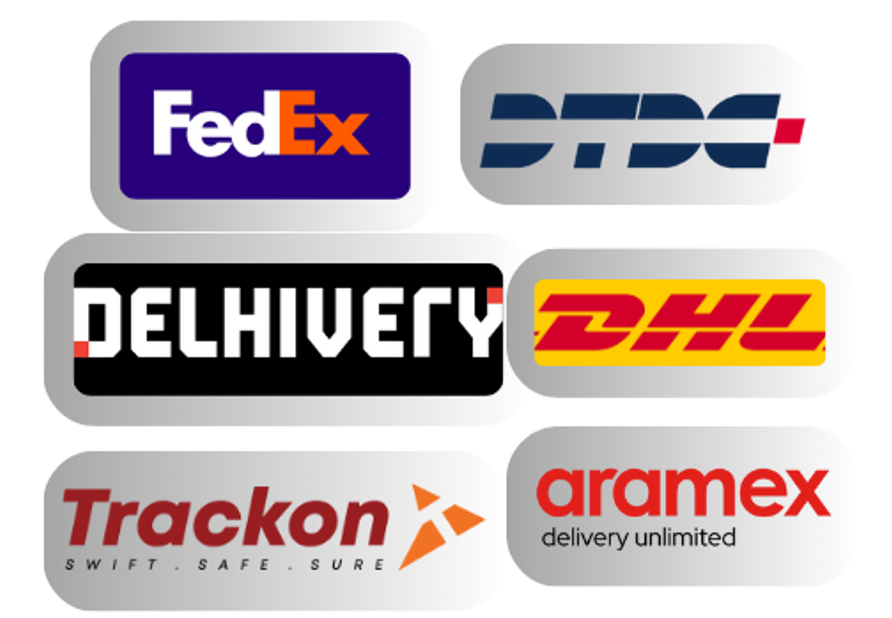 FedEx
DTDC
DELHIVERY
DHL
Trackon
SWIFT . SAFE . SURE
aramex
delivery unlimited